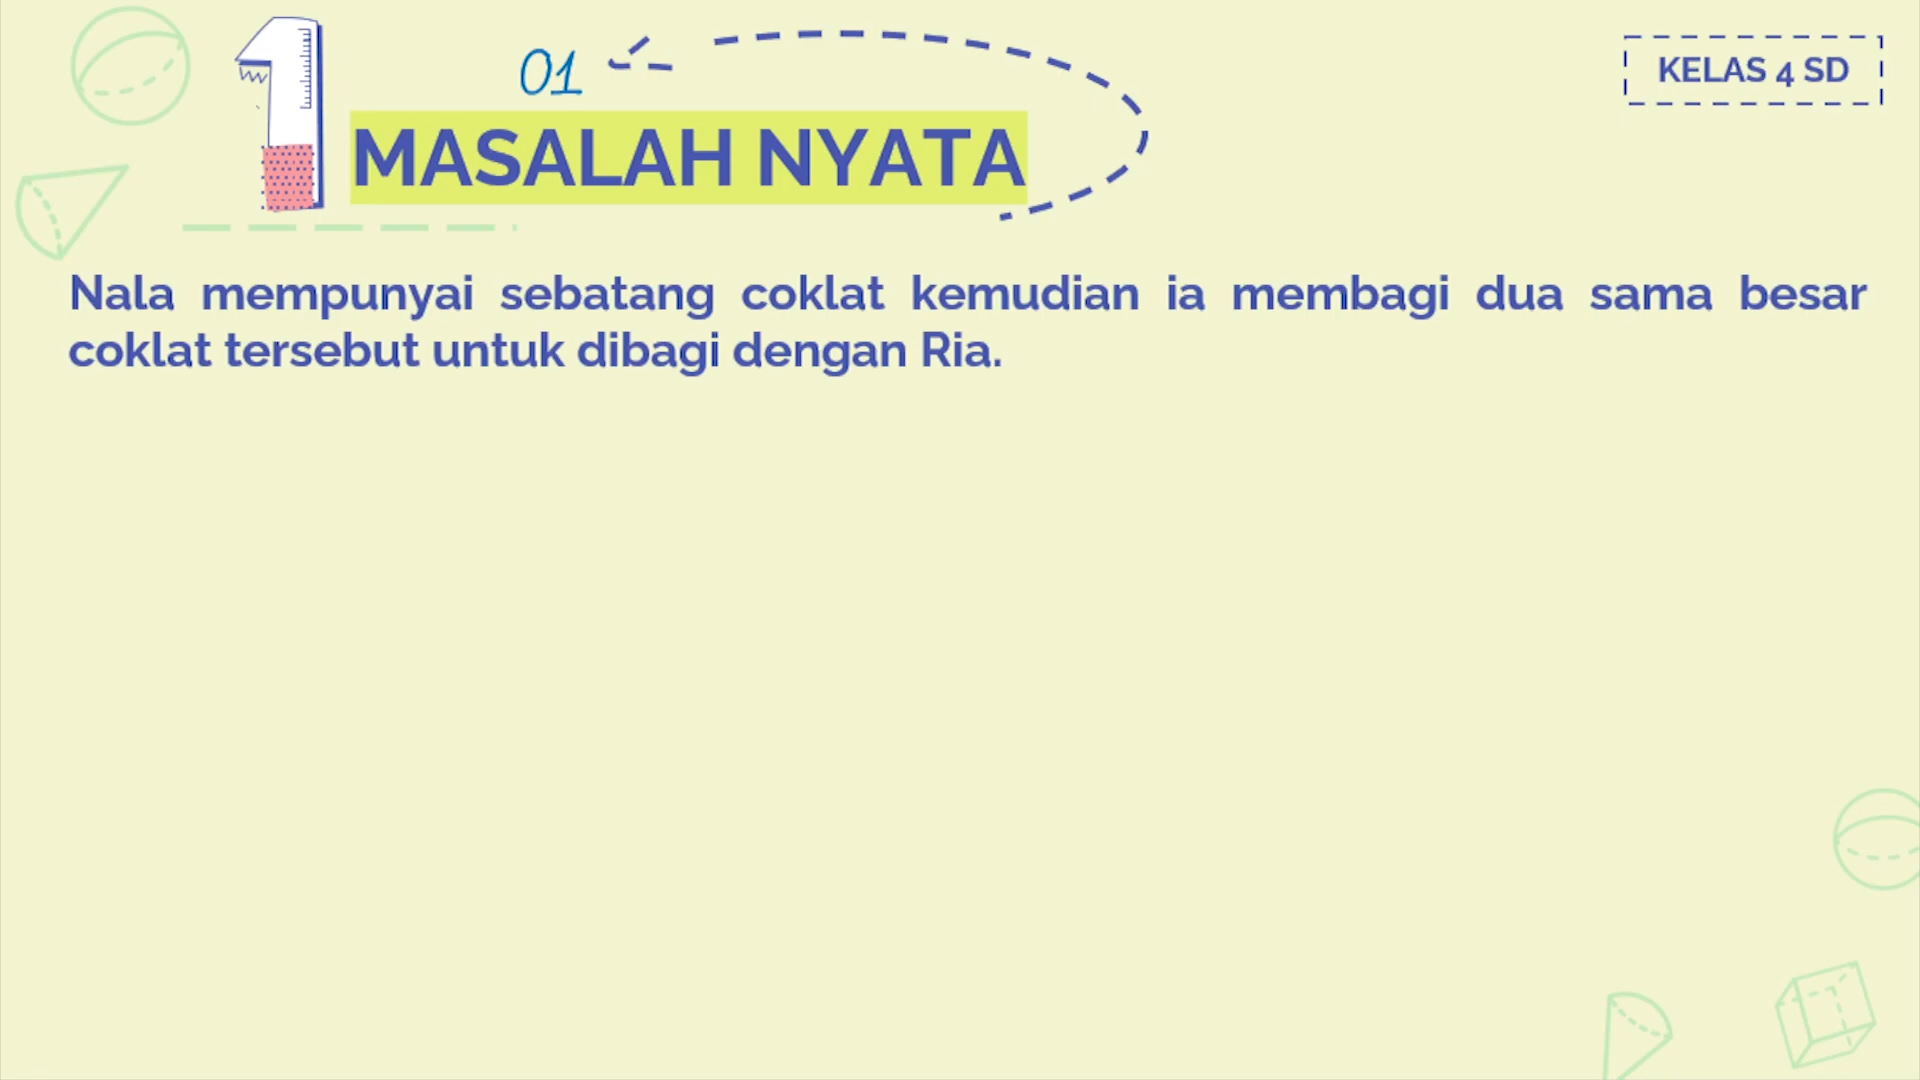 01
KELAS 4 SD
1
MASALAH NYATA
Nala mempunyai sebatang coklat kemudian ia membagi dua sama besar
coklat tersebut untuk dibagi dengan Ria.